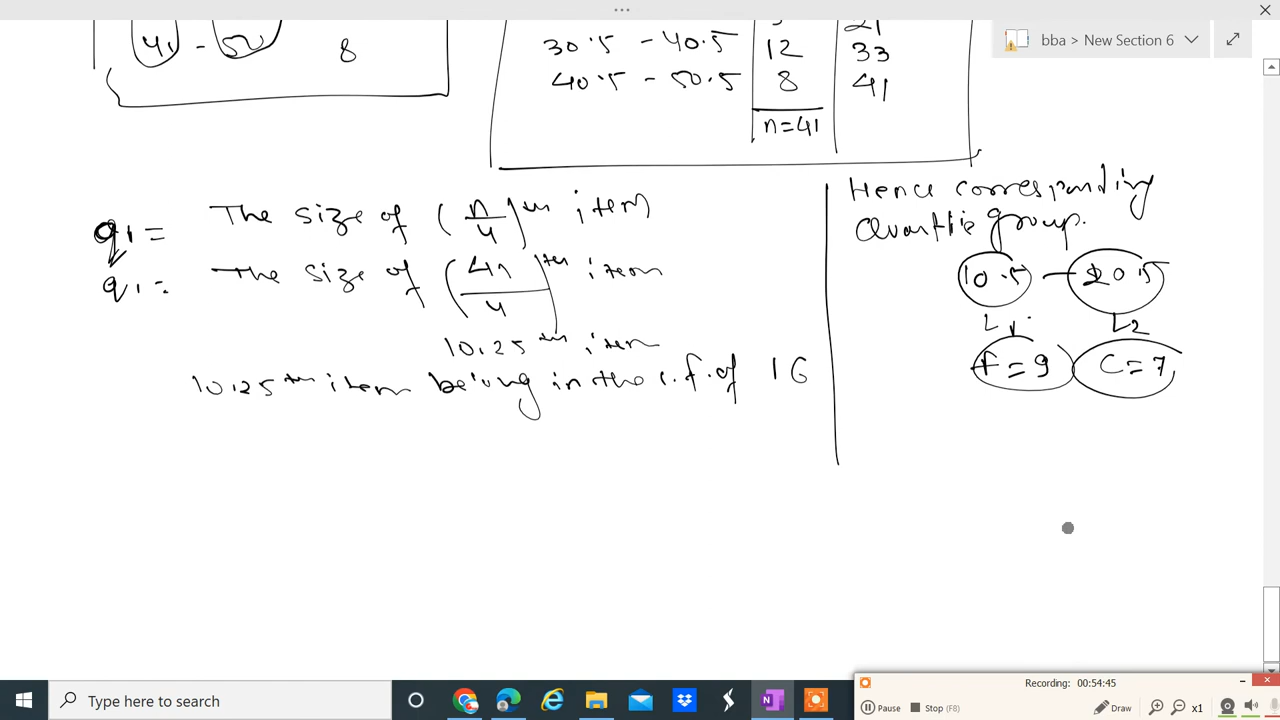 bba > New Section 6
41 - 50 8
21
30.5 - 40.5 12 33
40.5 - 50.5 8 41
n=41
q1= The size of (n/4)th item
q1= The size of (41/4)th item
10.25th item
10.25th item belong in the c.f. of 16
Hence corresponding
group.
10.5 - 20.5
L1 L2
f=9 C=7
Recording: 00:54:45
Type here to search
Pause Stop (F8) Draw x1